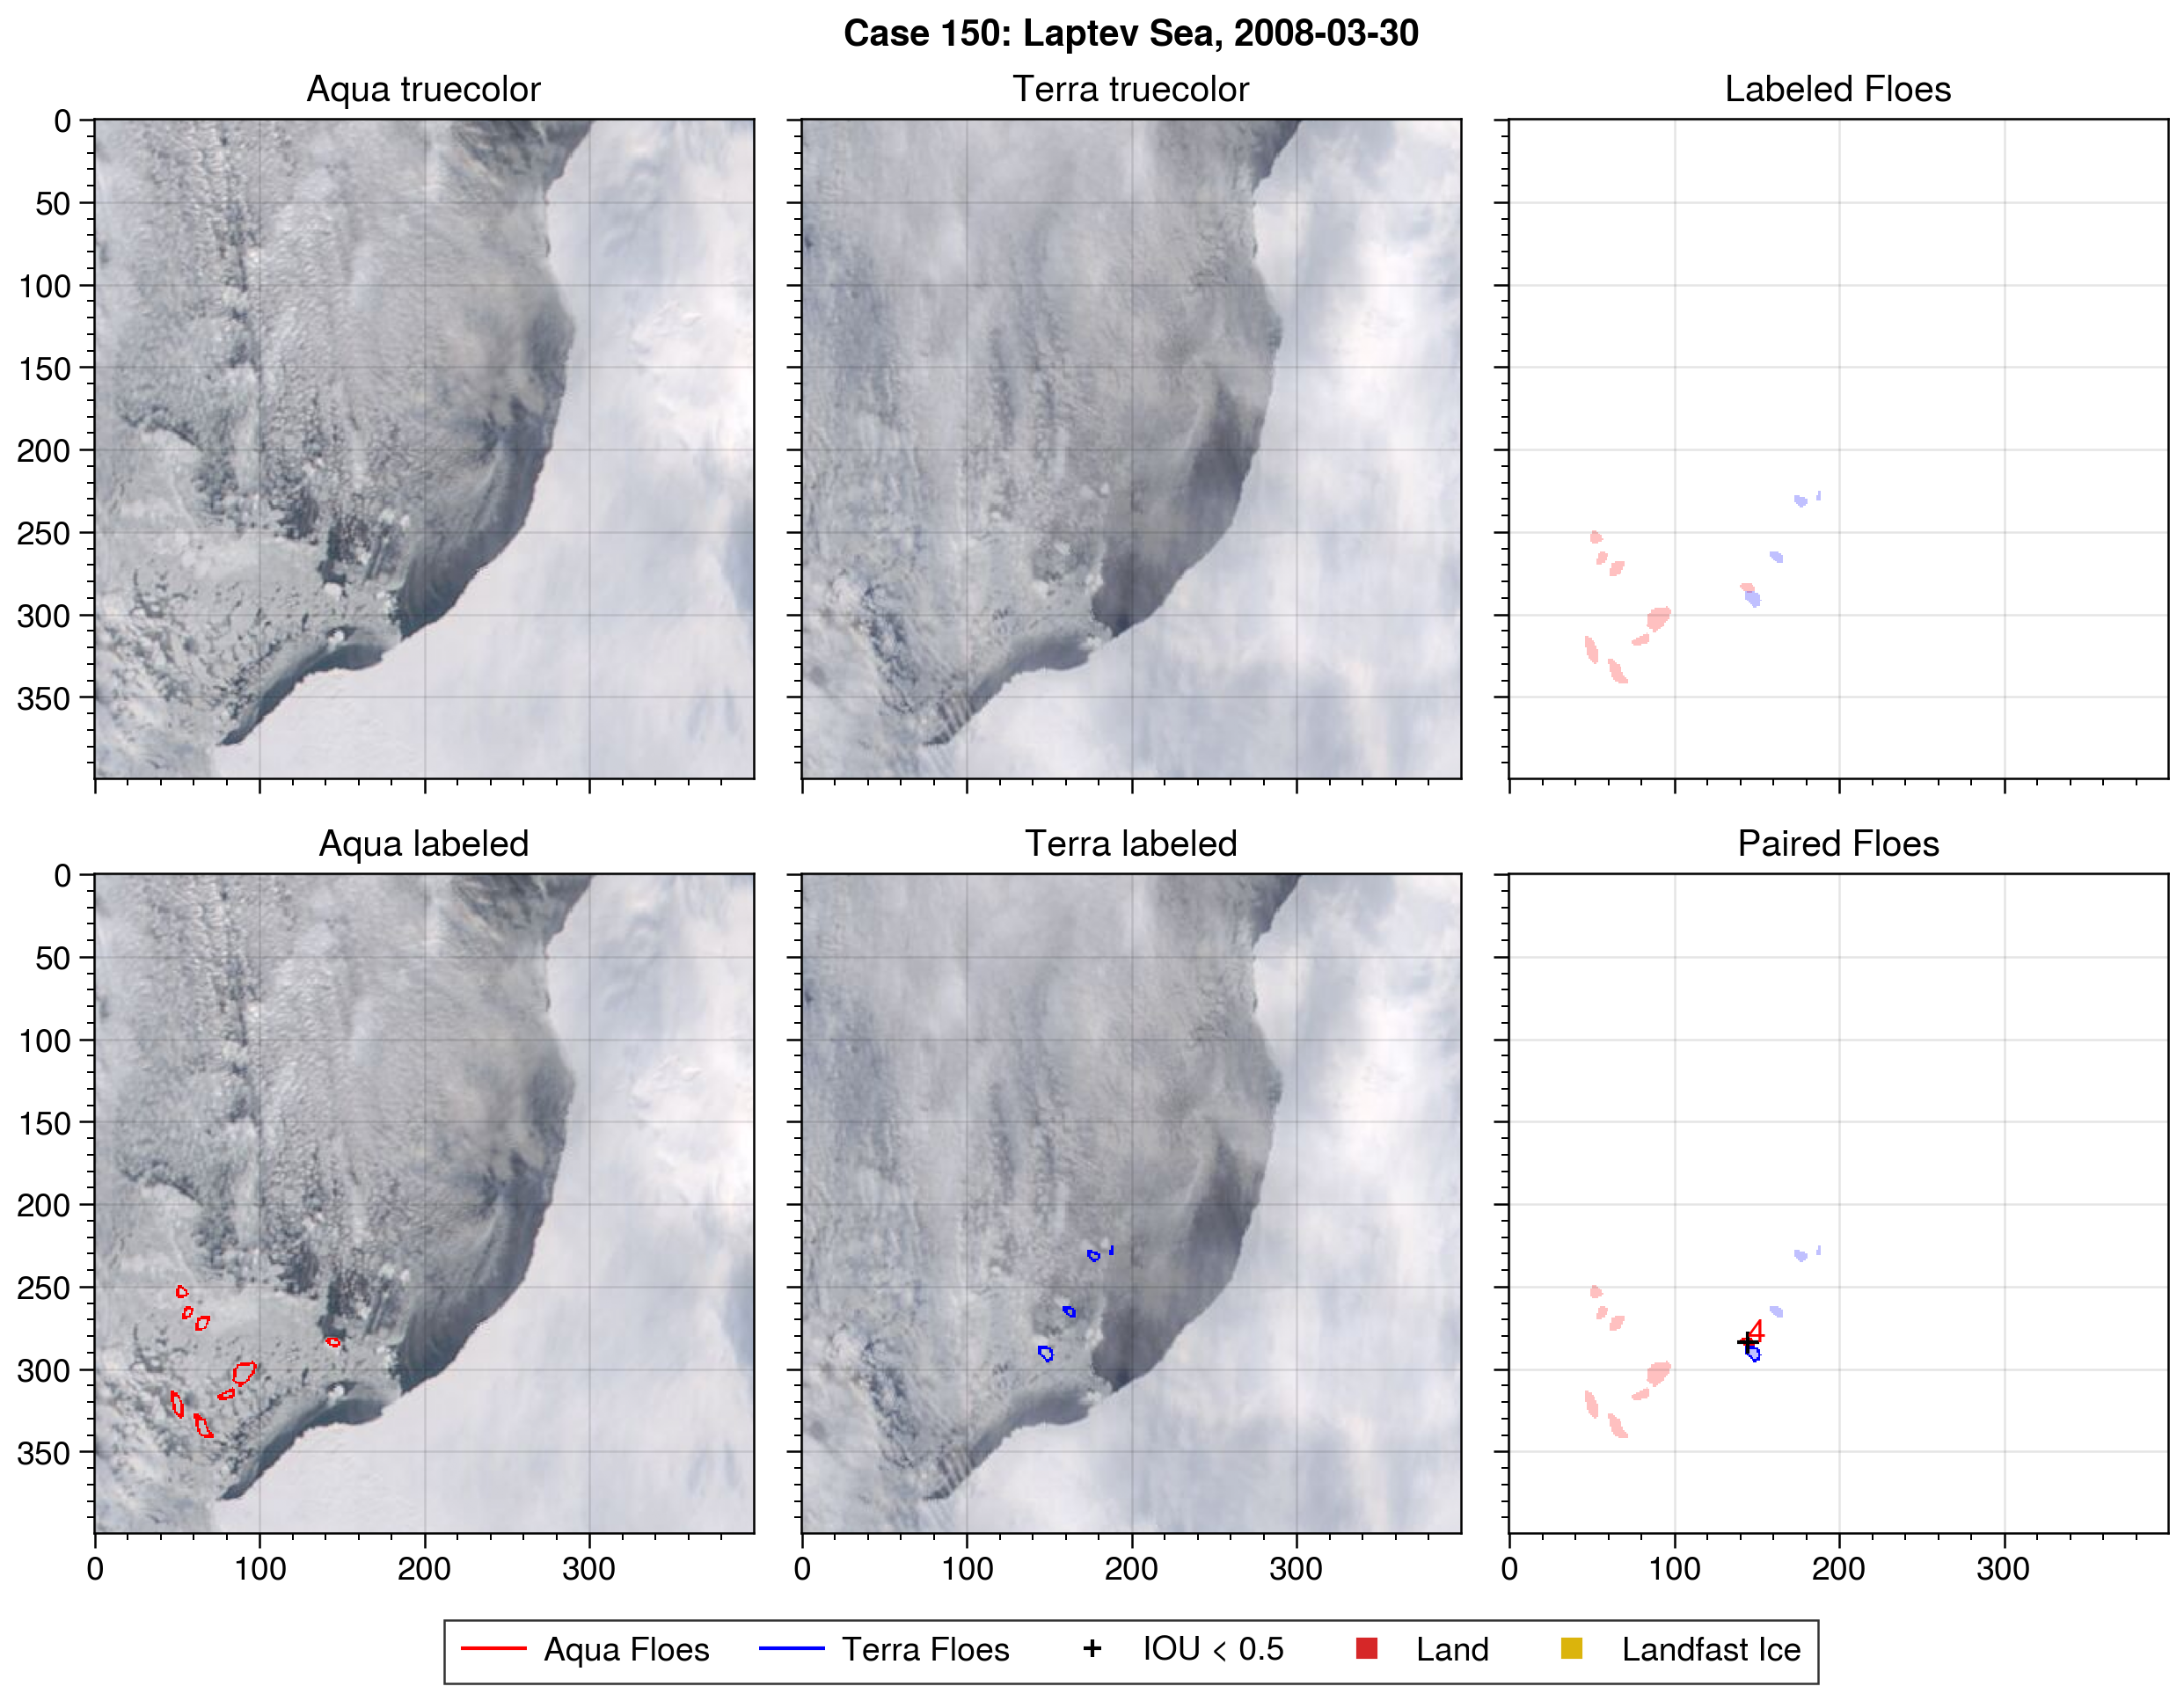 Case 150: Laptev Sea, 2008-03-30
Aqua truecolor
Terra truecolor
Labeled Floes
0
50
100
150
200
250
300
350
Aqua labeled
Terra labeled
Paired Floes
0
50
100
150
200
250
300
350
4
0 100 200 300
0 100 200 300
0 100 200 300
Aqua Floes
Terra Floes
+ IOU < 0.5
Land
Landfast Ice